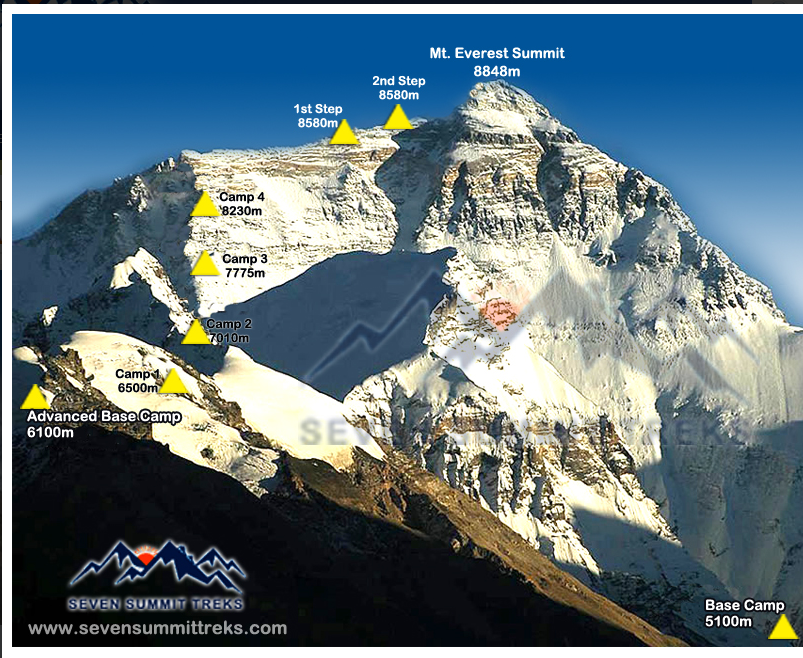 Mt. Everest Summit
8848m
2nd Step
8580m
1st Step
8580m
Camp 4
8230m
Camp 3
7775m
Camp 2
7010m
Camp 1
6500m
Advanced Base Camp
6100m
SEVEN SUMMIT TREKS
SEVEN SUMMIT TREKS
www.sevensummittreks.com
Base Camp
5100m